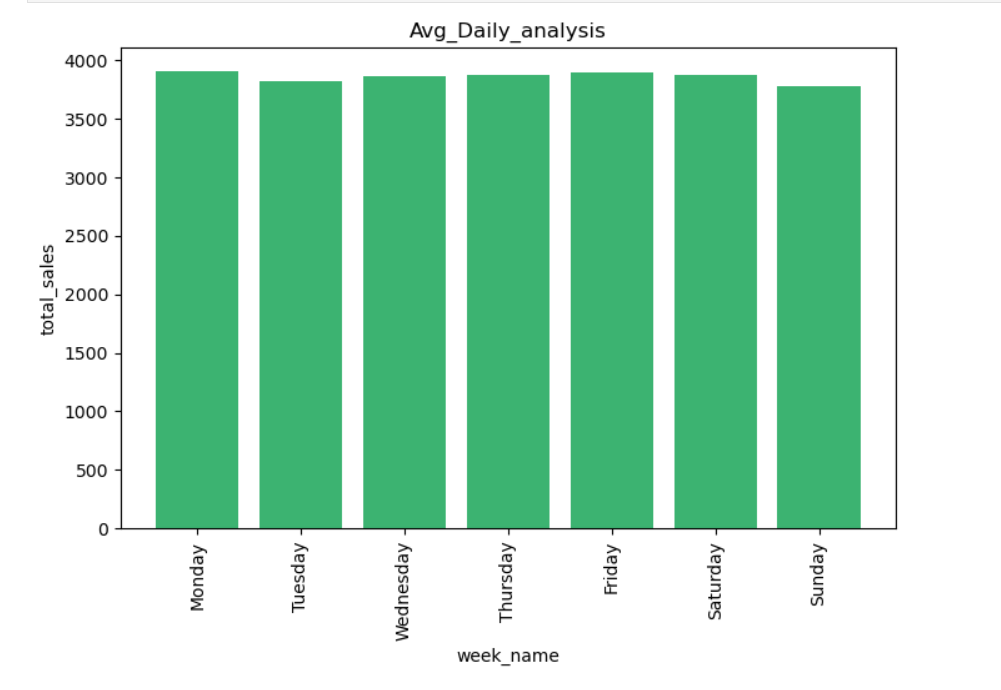 Avg_Daily_analysis
4000
3500
3000
2500
2000
1500
1000
500
0
total_sales
Monday
Tuesday
Wednesday
Thursday
Friday
Saturday
Sunday
week_name